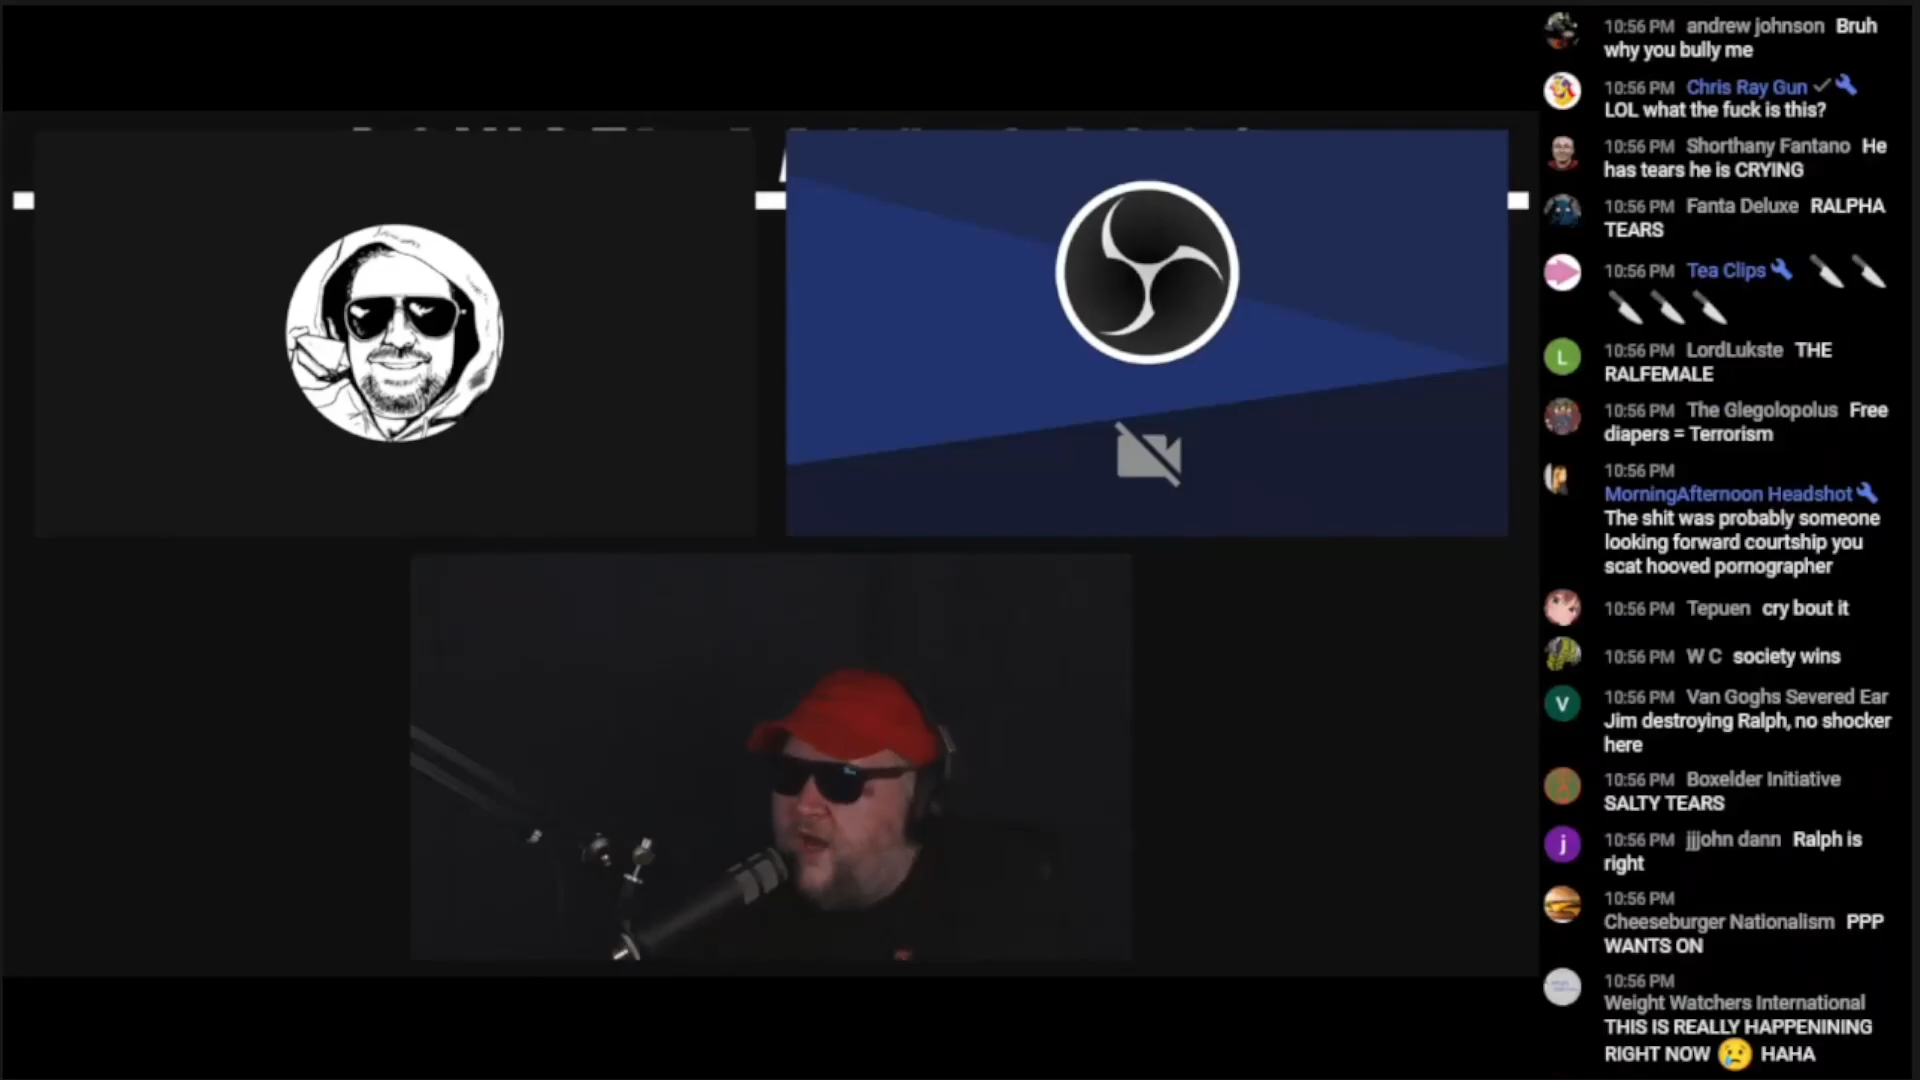 10:56 PM andrew johnson Bruh
why you bully me
10:56 PM Chris Ray Gun
LOL what the fuck is this?
10:56 PM Shorthany Fantano He
has tears he is CRYING
10:56 PM Fanta Deluxe RALPHA
TEARS
10:56 PM Tea Clips
L
10:56 PM LordLukste THE
RALFEMALE
10:56 PM The Glegolopolus Free
diapers = Terrorism
10:56 PM
MorningAfternoon Headshot
The shit was probably someone
looking forward courtship you
scat hooved pornographer
10:56 PM Tepuen cry bout it
10:56 PM W C society wins
V
10:56 PM Van Goghs Severed Ear
Jim destroying Ralph, no shocker
here
10:56 PM Boxelder Initiative
SALTY TEARS
j
10:56 PM jjjohn dann Ralph is
right
10:56 PM
Cheeseburger Nationalism PPP
WANTS ON
10:56 PM
Weight Watchers International
THIS IS REALLY HAPPENINING
RIGHT NOW 😢 HAHA